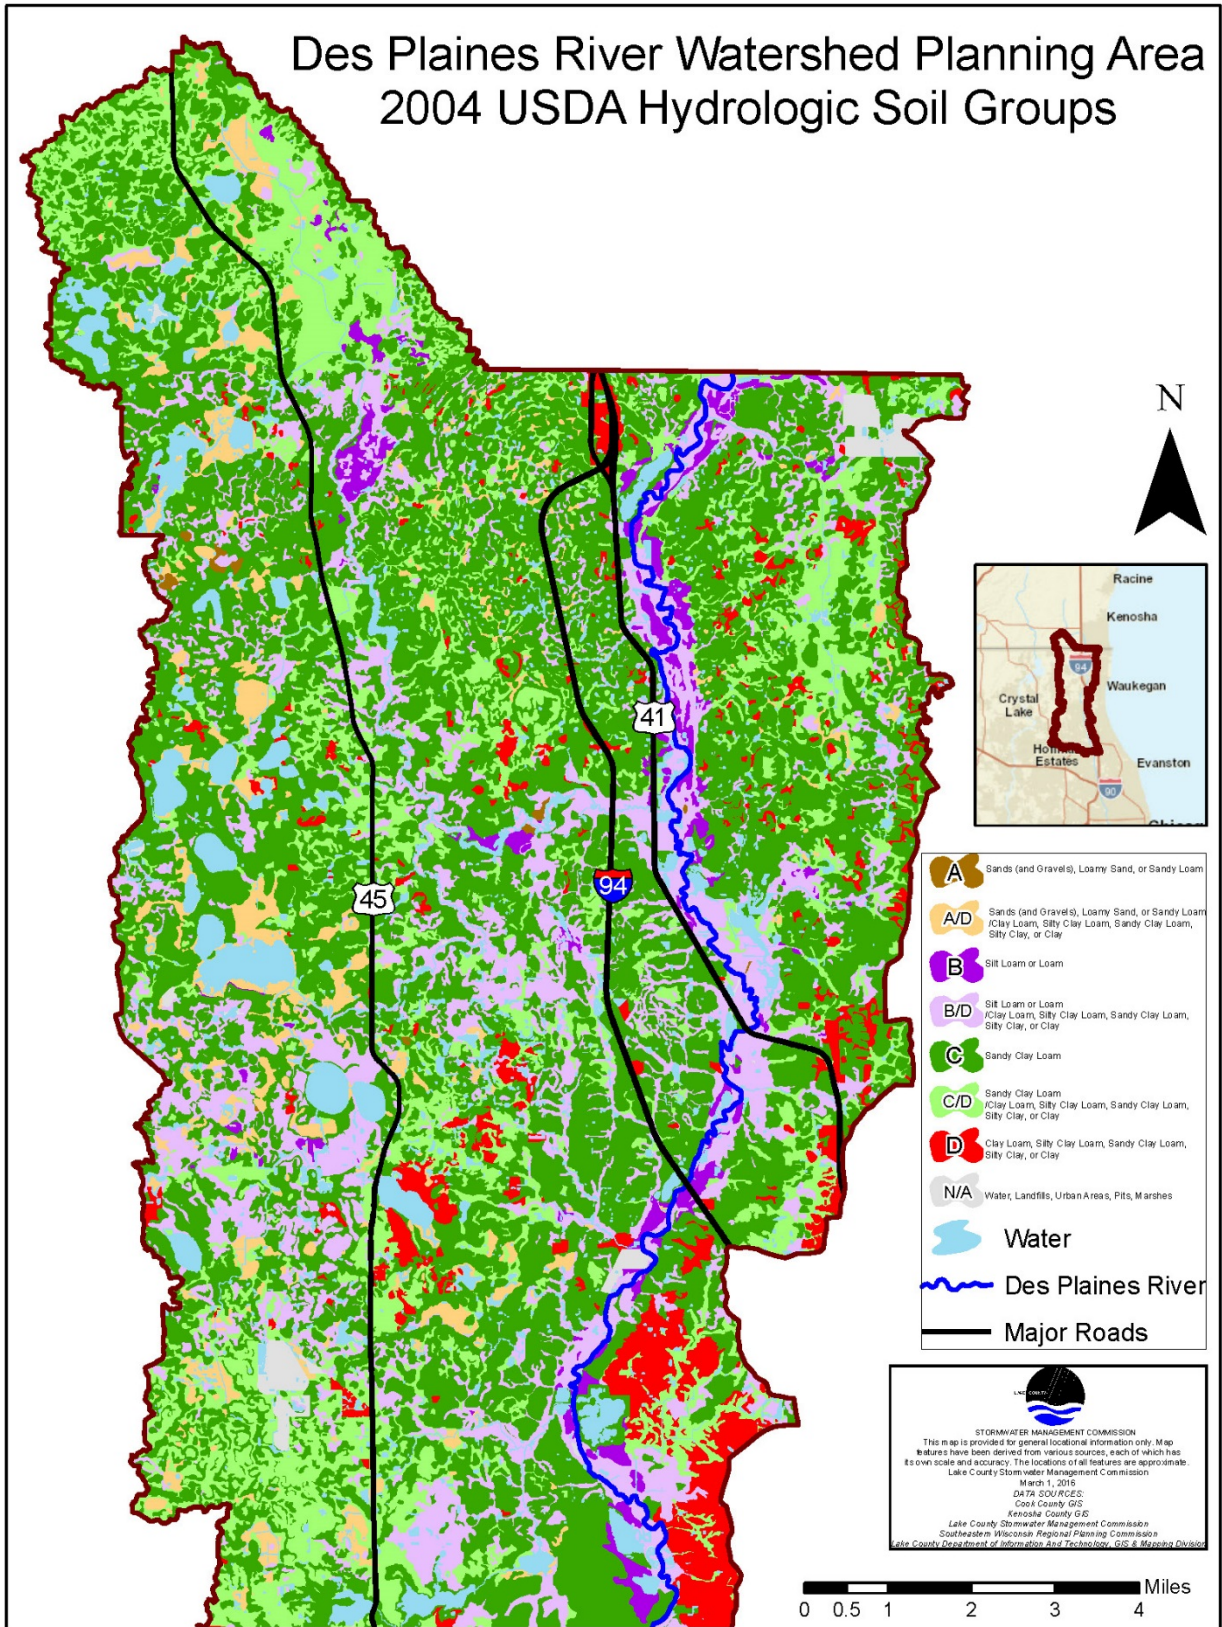 Des Plaines River Watershed Planning Area
2004 USDA Hydrologic Soil Groups
N
41
94
45
Racine
Kenosha
94
Waukegan
Crystal
Lake
Estates
Evanston
90
A
Sands (and Gravels), Loamy Sand, or Sandy Loam
A/D
Sands (and Gravels), Loamy Sand, or Sandy Loam
/Clay Loam, Silty Clay Loam, Sandy Clay Loam,
Silty Clay, or Clay
B
Silt Loam or Loam
B/D
Silt Loam or Loam
/Clay Loam, Silty Clay Loam, Sandy Clay Loam,
Silty Clay, or Clay
C
Sandy Clay Loam
C/D
Sandy Clay Loam
/Clay Loam, Silty Clay Loam, Sandy Clay Loam,
Silty Clay, or Clay
D
Clay Loam, Silty Clay Loam, Sandy Clay Loam,
Silty Clay, or Clay
N/A
Water, Landfills, Urban Areas, Pits, Marshes
Water
Des Plaines River
Major Roads
LAKE COUNTY
STORMWATER MANAGEMENT COMMISSION
This map is provided for general locational information only. Map
features have been derived from various sources, each of which has
its own scale and accuracy. The locations of all features are approximate.
Lake County Stormwater Management Commission
March 1, 2016
DATA SOURCES:
Cook County GIS
Kenosha County GIS
Lake County Stormwater Management Commission
Southeastern Wisconsin Regional Planning Commission
Lake County Department of Information And Technology, GIS & Mapping Division
Miles
0 0.5 1 2 3 4